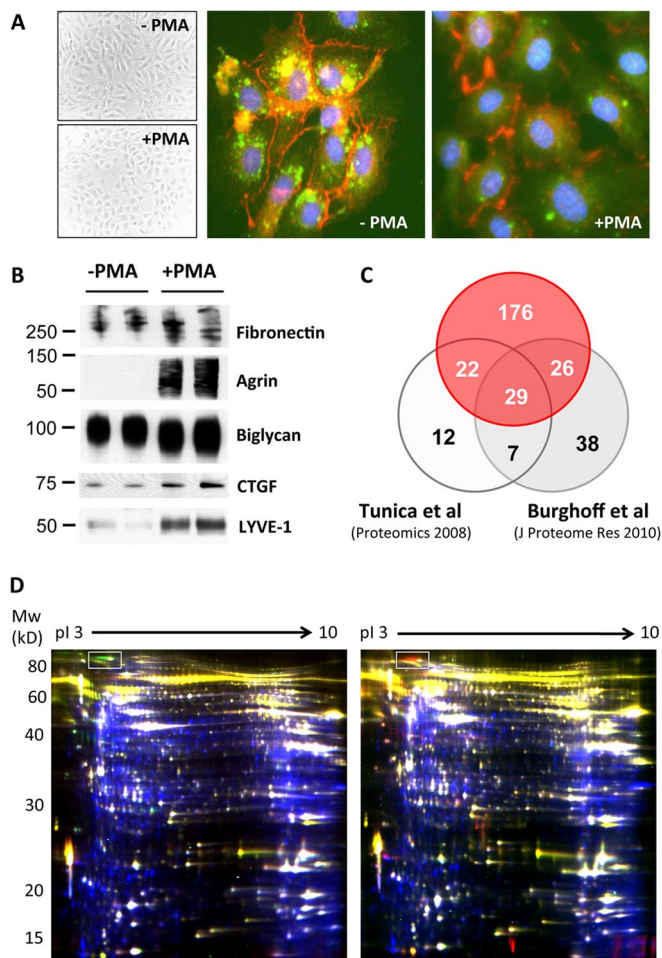 A
- PMA
+PMA
- PMA
+PMA
B
-PMA +PMA
250
Fibronectin
150
50
Agrin
100
Biglycan
75
CTGF
50
LYVE-1
C
176
22
26
29
12
7
38
Tunica et al
(Proteomics 2008)
Burghoff et al
(J Proteome Res 2010)
D
Mw
(kD)
pI 3
10
pI 3
10
80
60
40
30
20
15